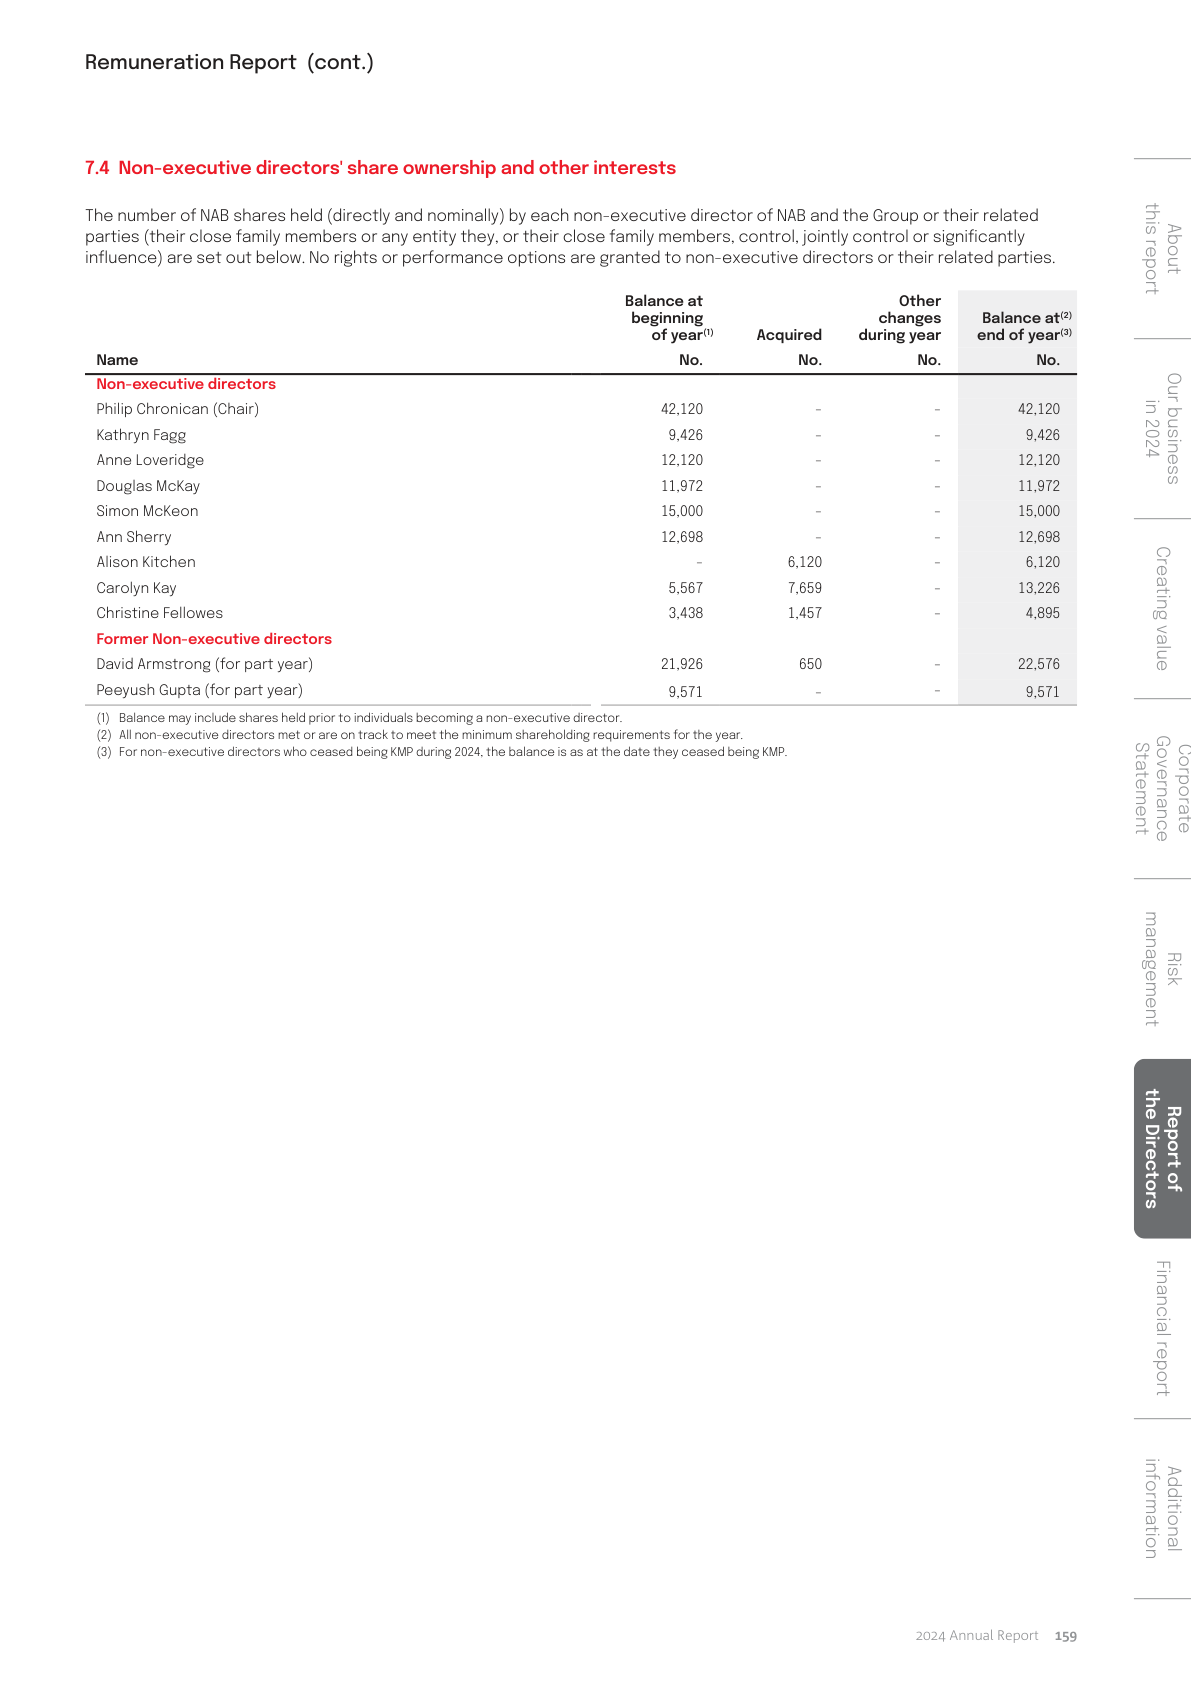 Remuneration Report (cont.)
7.4 Non-executive directors' share ownership and other interests
The number of NAB shares held (directly and nominally) by each non-executive director of NAB and the Group or their related
parties (their close family members or any entity they, or their close family members, control, jointly control or significantly
influence) are set out below. No rights or performance options are granted to non-executive directors or their related parties.
Balance at beginning of year(1) Acquired Other changes during year Balance at(2) end of year(3)
Name No. No. No. No.
Non-executive directors
Philip Chronican (Chair) 42,120 – – 42,120
Kathryn Fagg 9,426 – – 9,426
Anne Loveridge 12,120 – – 12,120
Douglas McKay 11,972 – – 11,972
Simon McKeon 15,000 – – 15,000
Ann Sherry 12,698 – – 12,698
Alison Kitchen – 6,120 – 6,120
Carolyn Kay 5,567 7,659 – 13,226
Christine Fellowes 3,438 1,457 – 4,895
Former Non-executive directors
David Armstrong (for part year) 21,926 650 – 22,576
Peeyush Gupta (for part year) 9,571 – – 9,571
(1) Balance may include shares held prior to individuals becoming a non-executive director.
(2) All non-executive directors met or are on track to meet the minimum shareholding requirements for the year.
(3) For non-executive directors who ceased being KMP during 2024, the balance is as at the date they ceased being KMP.
About
this report
Our business
in 2024
Creating value
Corporate
Governance
Statement
Risk
management
Report of
the Directors
Financial report
Additional
information
2024 Annual Report 159